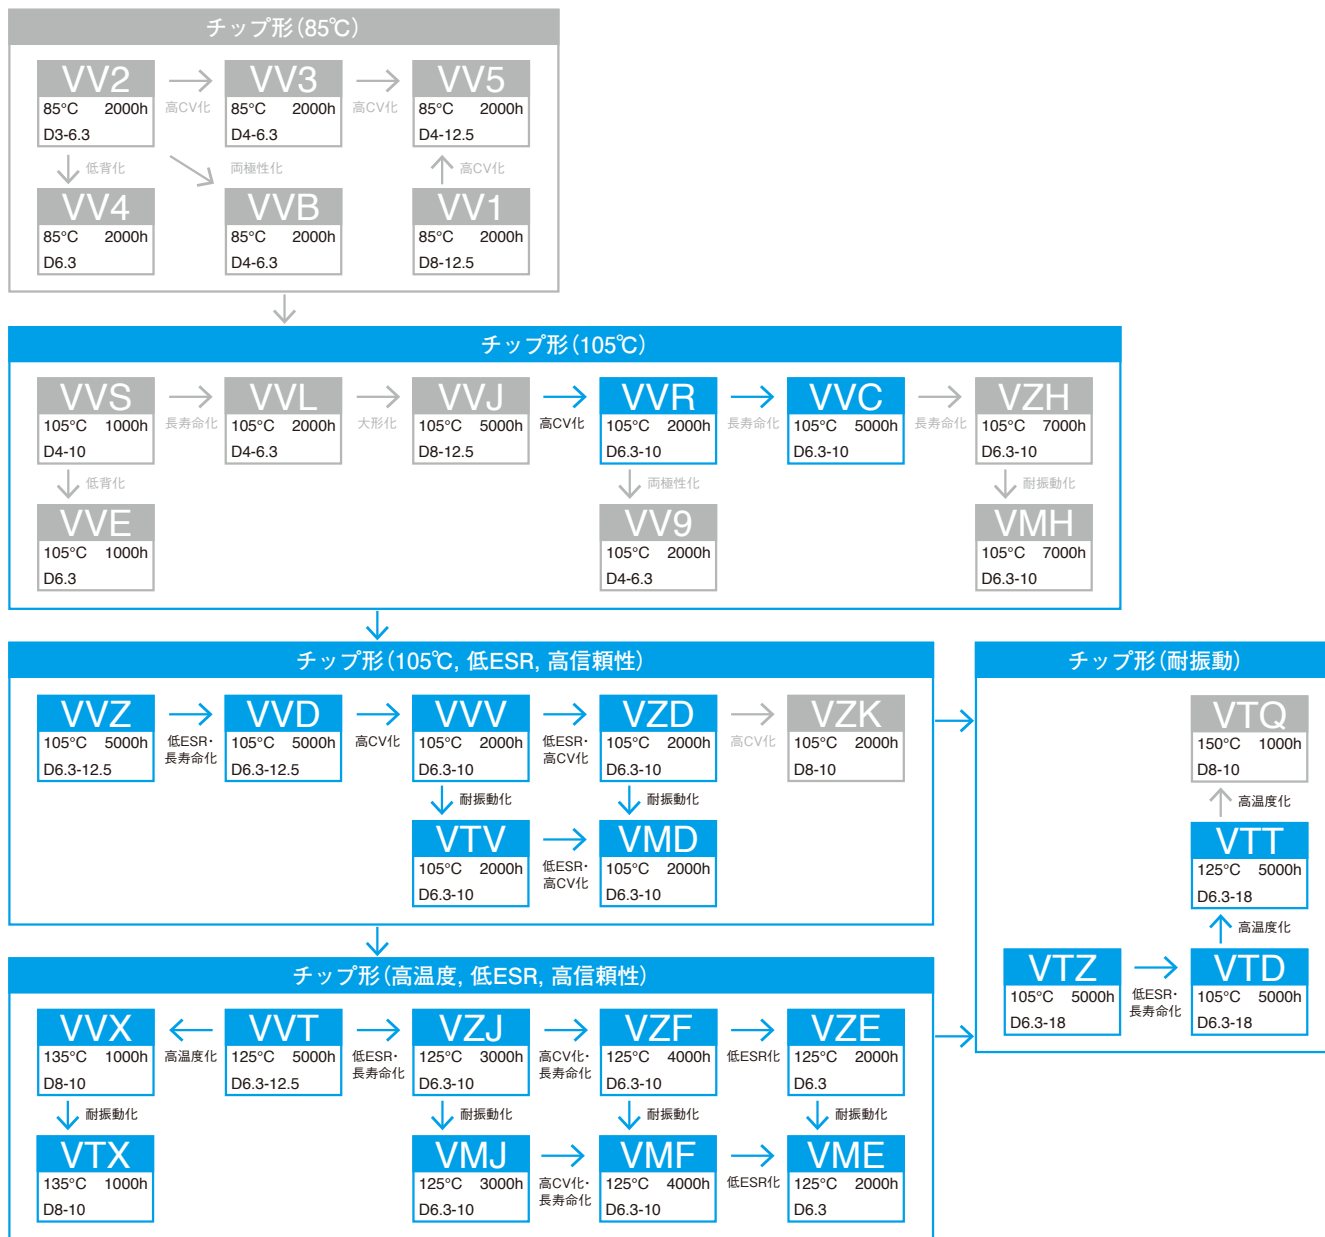 チップ形(85℃)
VV2
85°C 2000h
D3-6.3
高CV化
VV3
85°C 2000h
D4-6.3
高CV化
VV5
85°C 2000h
D4-12.5
低背化
両極性化
高CV化
VV4
85°C 2000h
D6.3
VVB
85°C 2000h
D4-6.3
VV1
85°C 2000h
D8-12.5
チップ形(105℃)
VVS
105°C 1000h
D4-10
長寿命化
VVL
105°C 2000h
D4-6.3
大形化
VVJ
105°C 5000h
D8-12.5
高CV化
VVR
105°C 2000h
D6.3-10
長寿命化
VVC
105°C 5000h
D6.3-10
長寿命化
VZH
105°C 7000h
D6.3-10
低背化
両極性化
耐振動化
VVE
105°C 1000h
D6.3
VV9
105°C 2000h
D4-6.3
VMH
105°C 7000h
D6.3-10
チップ形(105℃, 低ESR, 高信頼性)
VVZ
105°C 5000h
D6.3-12.5
低ESR・
長寿命化
VVD
105°C 5000h
D6.3-12.5
高CV化
VVV
105°C 2000h
D6.3-10
低ESR・
高CV化
VZD
105°C 2000h
D6.3-10
高CV化
VZK
105°C 2000h
D8-10
耐振動化
耐振動化
VTV
105°C 2000h
D6.3-10
低ESR・
高CV化
VMD
105°C 2000h
D6.3-10
チップ形(耐振動)
VTQ
150°C 1000h
D8-10
高温度化
VTT
125°C 5000h
D6.3-18
高温度化
VTZ
105°C 5000h
D6.3-18
低ESR・
長寿命化
VTD
105°C 5000h
D6.3-18
チップ形(高温度, 低ESR, 高信頼性)
VVX
135°C 1000h
D8-10
高温度化
VVT
125°C 5000h
D6.3-12.5
低ESR・
長寿命化
VZJ
125°C 3000h
D6.3-10
高CV化・
長寿命化
VZF
125°C 4000h
D6.3-10
低ESR化
VZE
125°C 2000h
D6.3
耐振動化
耐振動化
耐振動化
耐振動化
VTX
135°C 1000h
D8-10
VMJ
125°C 3000h
D6.3-10
高CV化・
長寿命化
VMF
125°C 4000h
D6.3-10
低ESR化
VME
125°C 2000h
D6.3